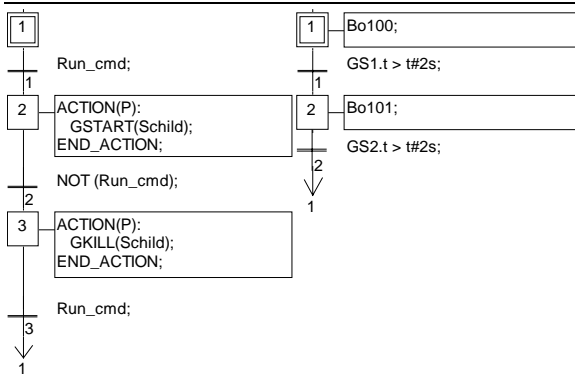 1
Run_cmd;
1
2
ACTION(P):
GSTART(Schild);
END_ACTION;
NOT (Run_cmd);
2
3
ACTION(P):
GKILL(Schild);
END_ACTION;
Run_cmd;
3
1
1
Bo100;
GS1.t > t#2s;
1
2
Bo101;
GS2.t > t#2s;
2
1